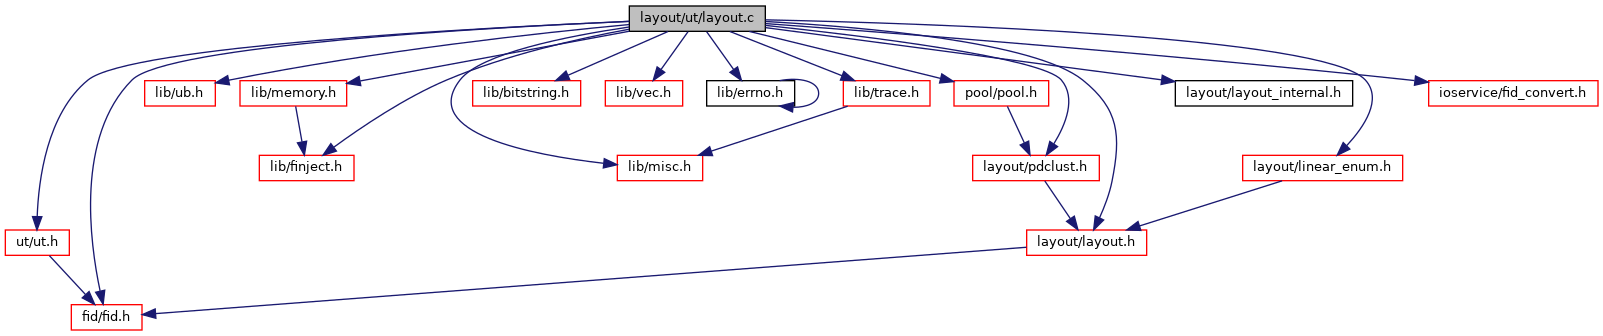 layout/ut/layout.c
lib/ub.h
lib/memory.h
lib/bitstring.h
lib/vec.h
lib/errno.h
lib/trace.h
pool/pool.h
layout/layout_internal.h
ioservice/fid_convert.h
lib/finject.h
lib/misc.h
layout/pdclust.h
layout/linear_enum.h
ut/ut.h
layout/layout.h
fid/fid.h